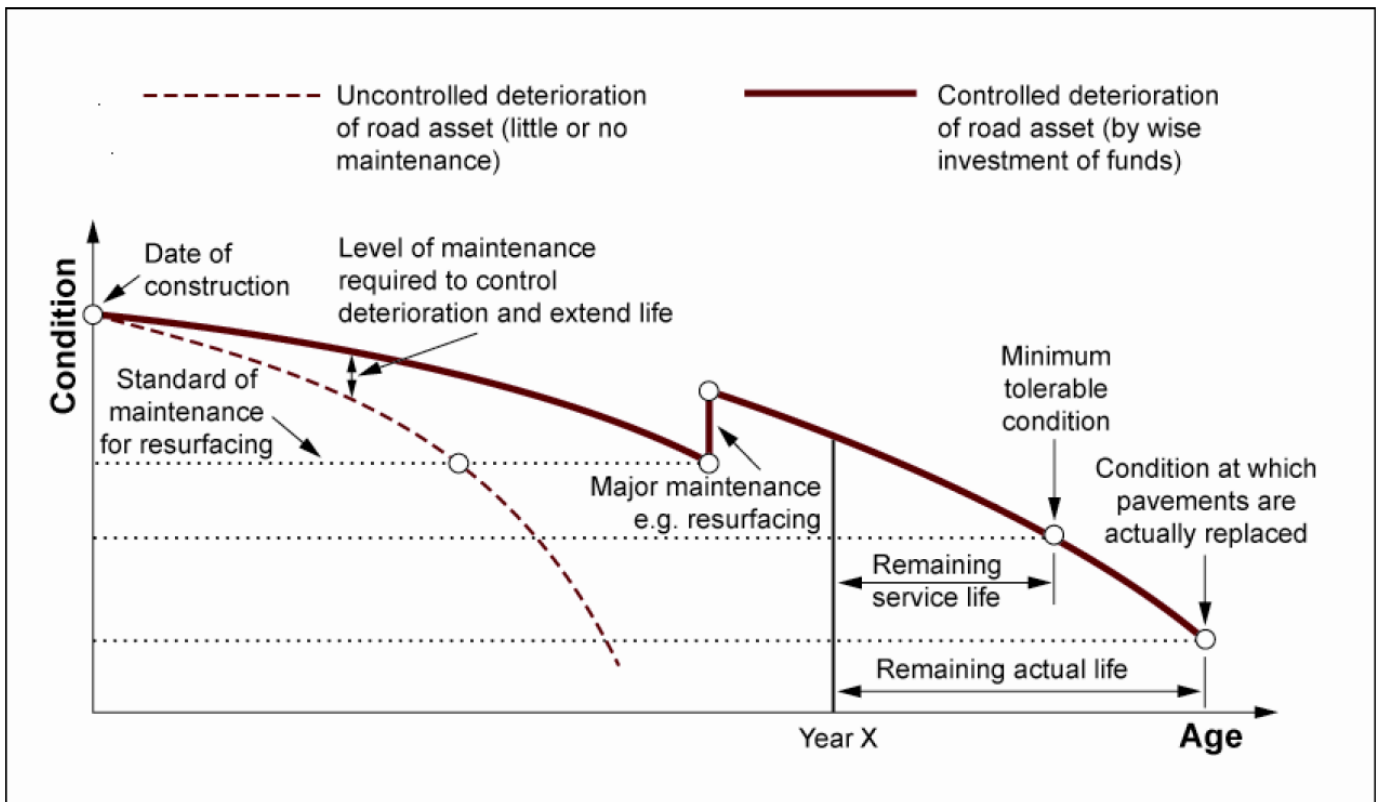 Uncontrolled deterioration
of road asset (little or no
maintenance)
Controlled deterioration
of road asset (by wise
investment of funds)
Condition
Date of
construction
Level of maintenance
required to control
deterioration and extend life
Standard of
maintenance
for resurfacing
Major maintenance
e.g. resurfacing
Minimum
tolerable
condition
Condition at which
pavements are
actually replaced
Remaining
service life
Remaining actual life
Year X
Age